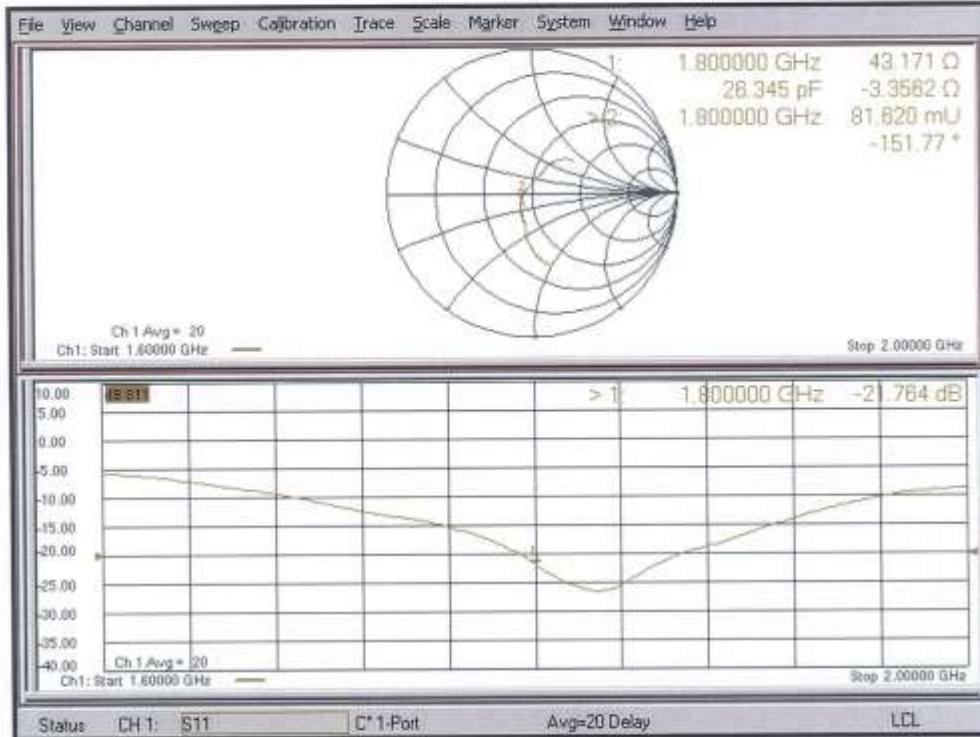 File View Channel Sweep Calibration Trace Scale Marker System Window Help
1: 1.800000 GHz 43.171 Ω
26.345 pF -3.3562 Ω
> 2: 1.800000 GHz 81.820 mU
-151.77 °
Ch 1 Avg = 20
Ch1: Start 1.60000 GHz
Stop 2.00000 GHz
10.00
> 1: 1.800000 GHz -21.764 dB
5.00
0.00
-5.00
-10.00
-15.00
-20.00
-25.00
-30.00
-35.00
-40.00
Ch 1 Avg = 20
Ch1: Start 1.60000 GHz
Stop 2.00000 GHz
Status CH 1: S11 C* 1-Port Avg=20 Delay LCL